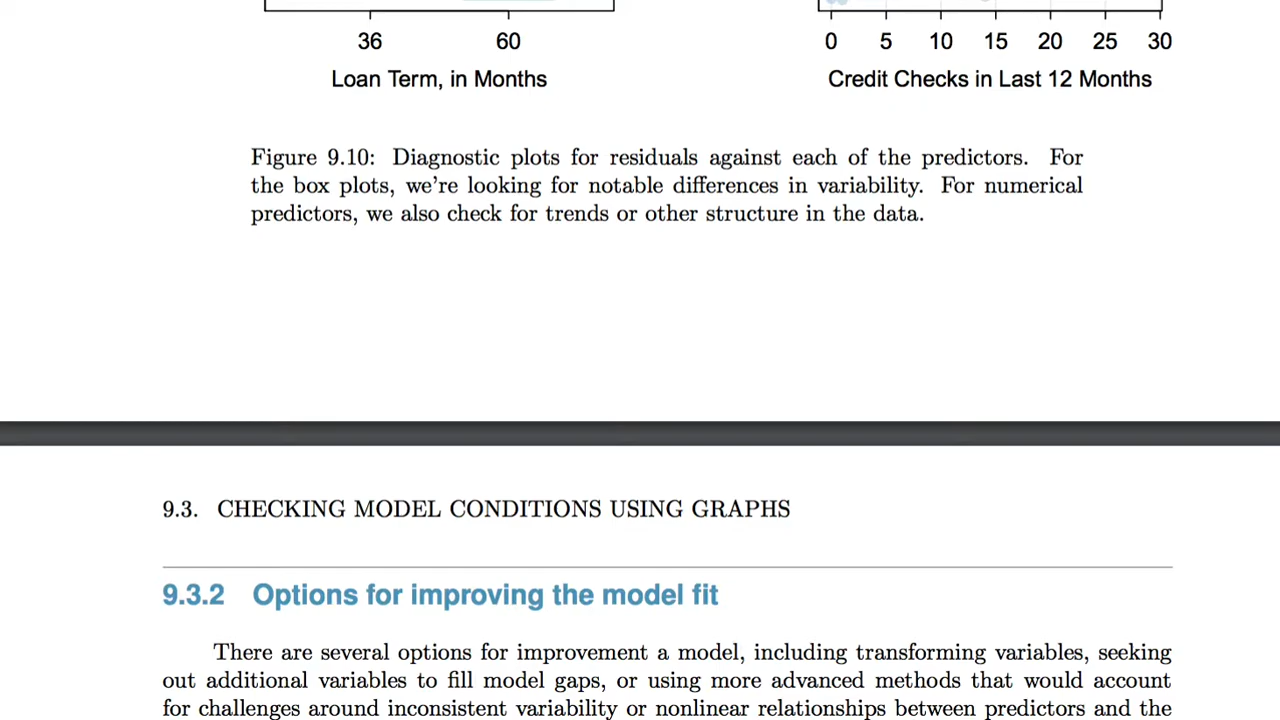 36 60
0 5 10 15 20 25 30
Loan Term, in Months
Credit Checks in Last 12 Months
Figure 9.10: Diagnostic plots for residuals against each of the predictors. For
the box plots, we're looking for notable differences in variability. For numerical
predictors, we also check for trends or other structure in the data.
9.3. CHECKING MODEL CONDITIONS USING GRAPHS
9.3.2 Options for improving the model fit
There are several options for improvement a model, including transforming variables, seeking
out additional variables to fill model gaps, or using more advanced methods that would account
for challenges around inconsistent variability or nonlinear relationships between predictors and the